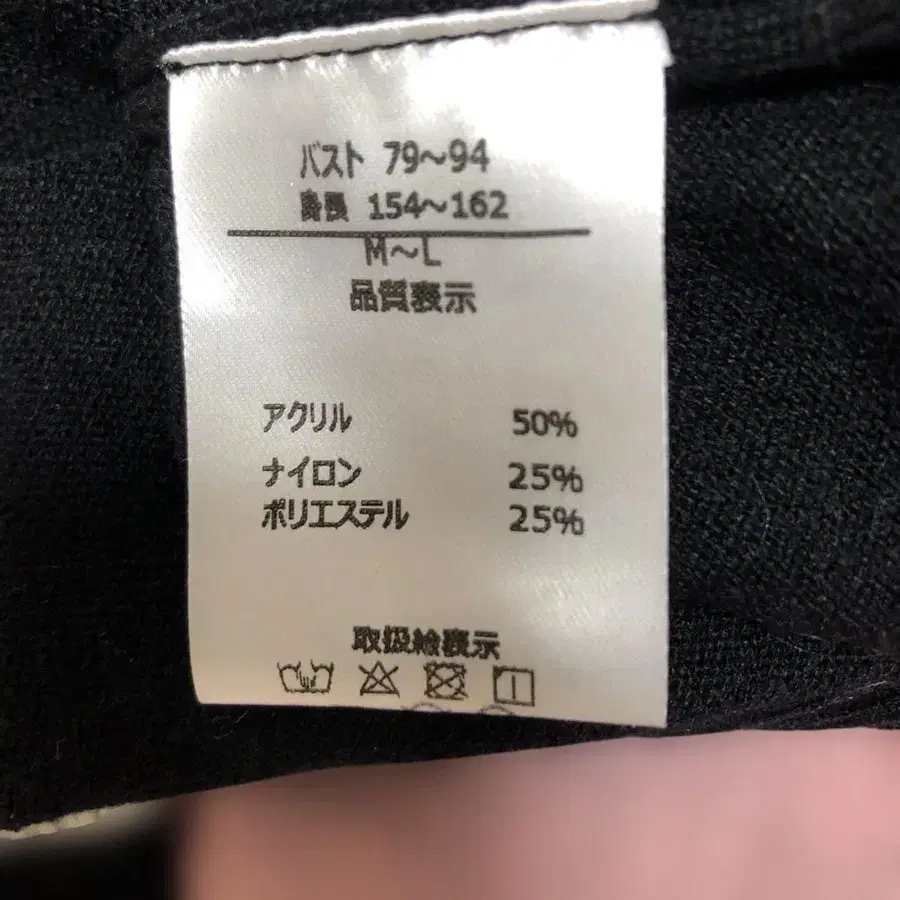 バスト 79～94
身長 154～162
M～L
品質表示
アクリル 50%
ナイロン 25%
ポリエステル 25%
取扱絵表示